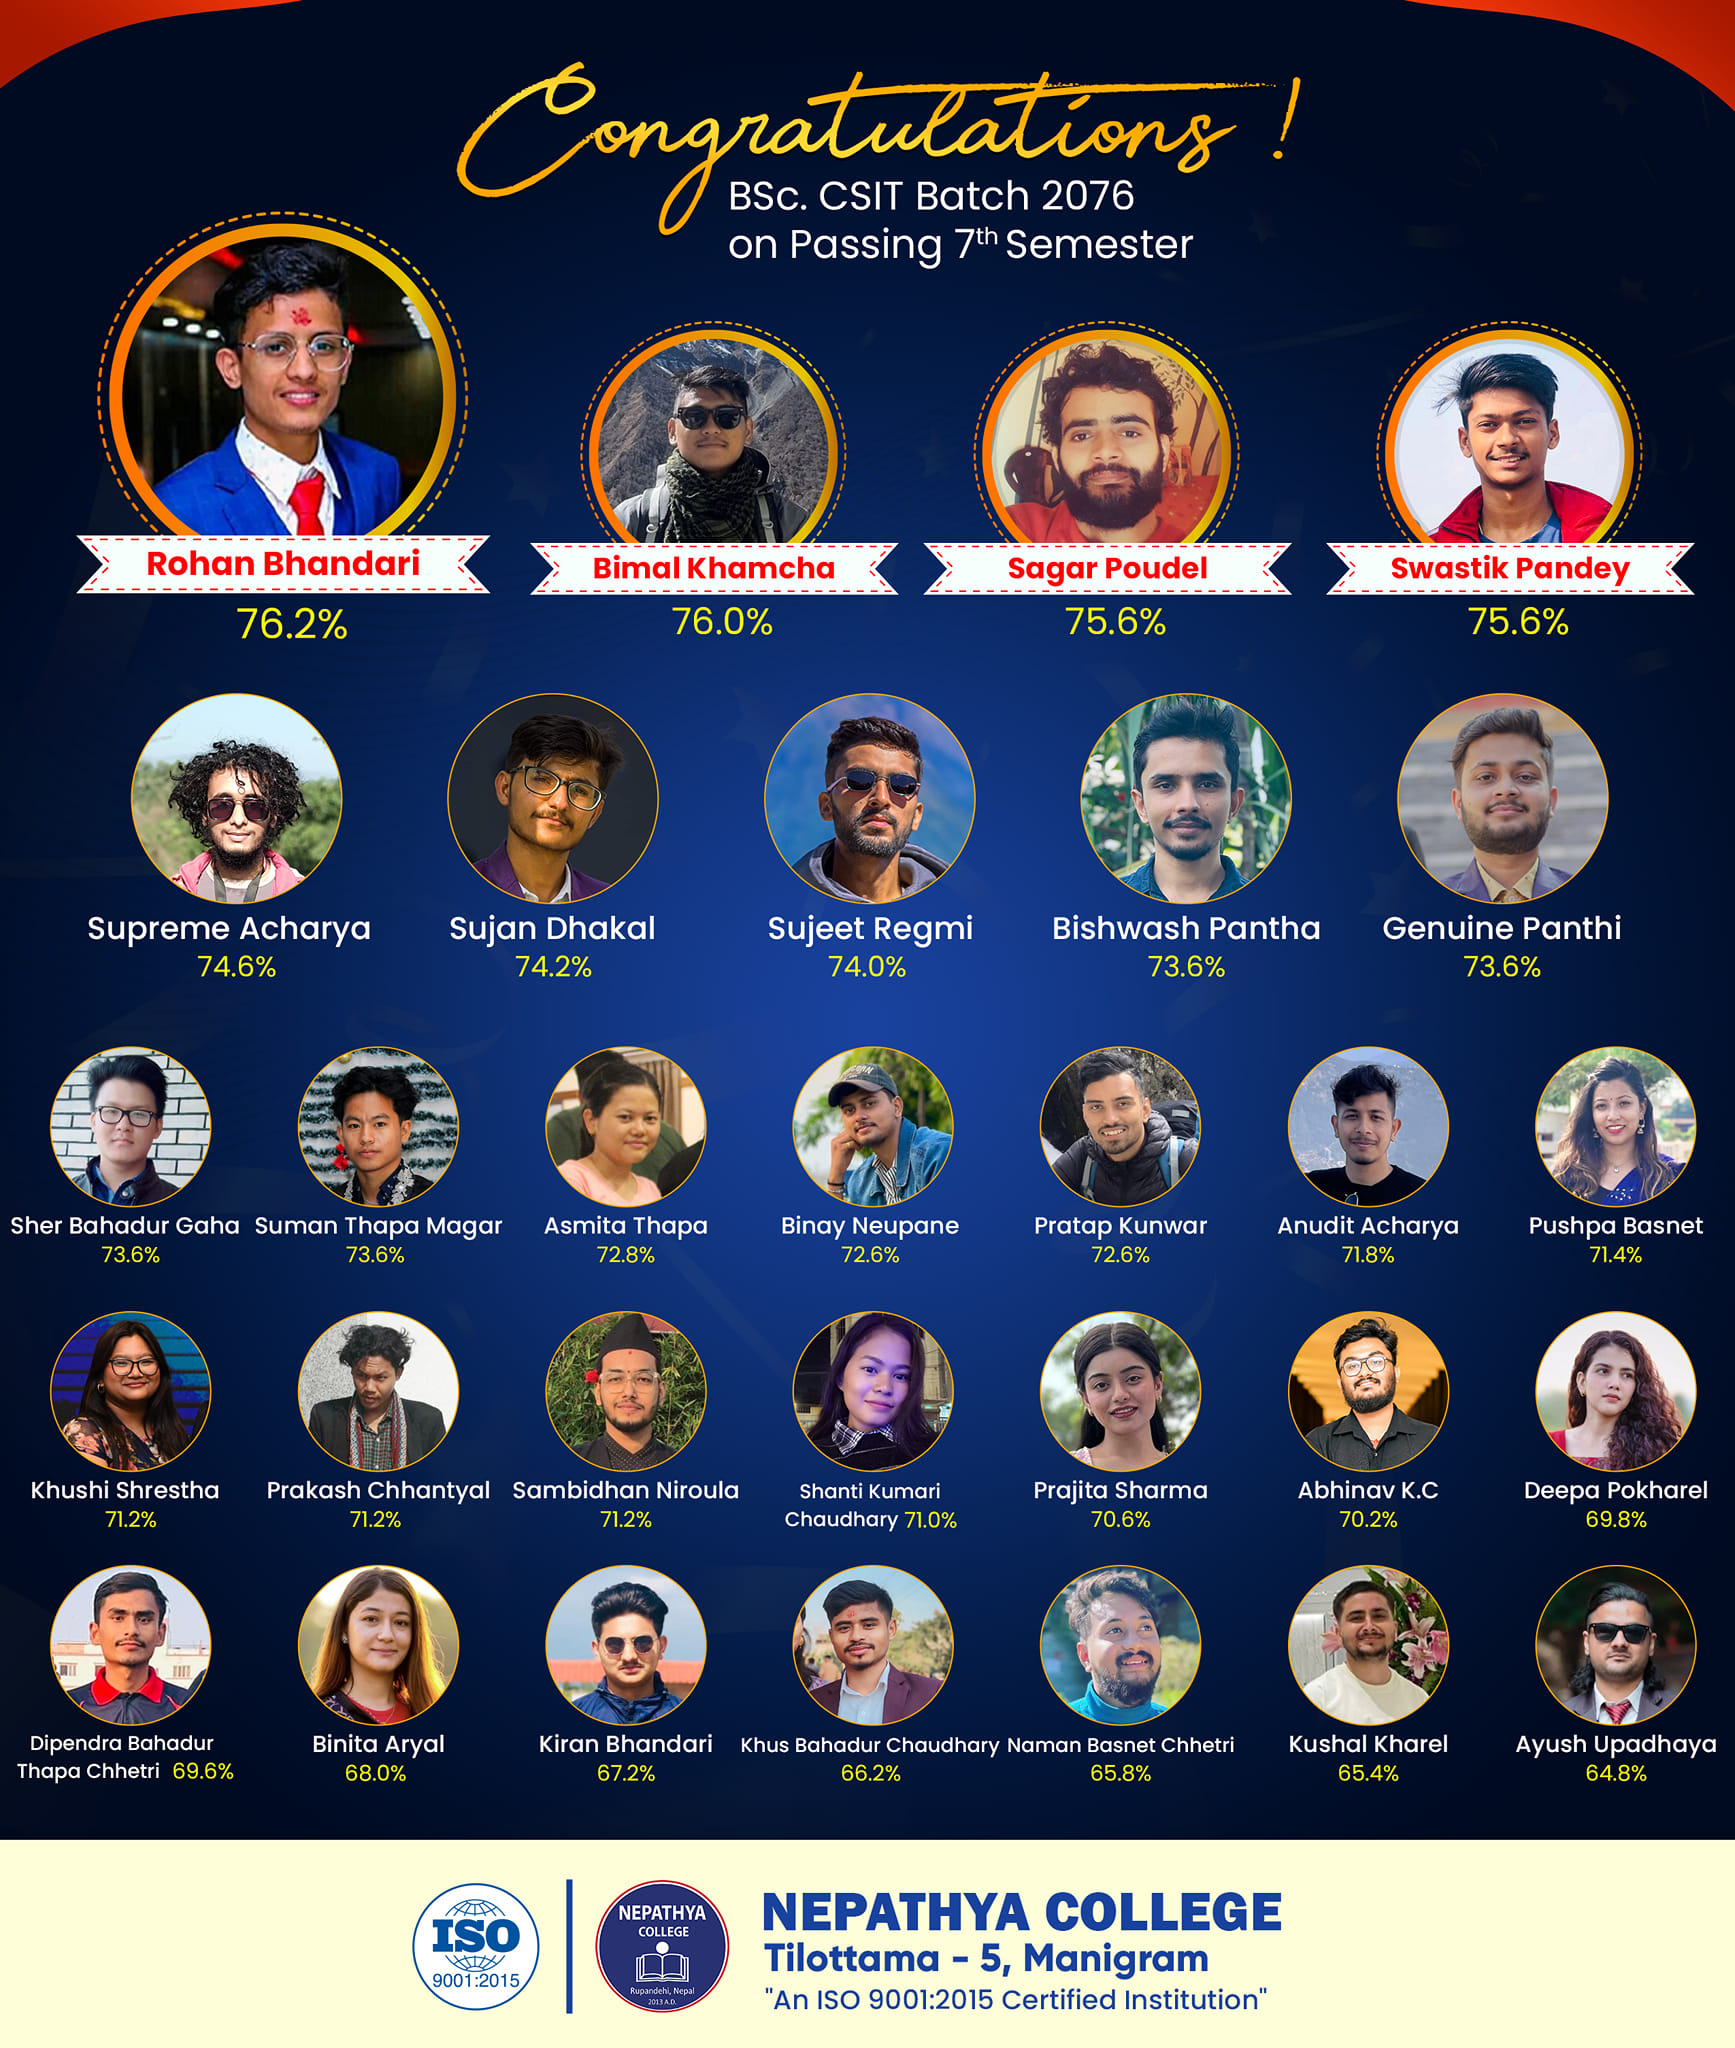 Congratulations !
BSc. CSIT Batch 2076
on Passing 7th Semester
Rohan Bhandari
76.2%
Bimal Khamcha
76.0%
Sagar Poudel
75.6%
Swastik Pandey
75.6%
Supreme Acharya
74.6%
Sujan Dhakal
74.2%
Sujeet Regmi
74.0%
Bishwash Pantha
73.6%
Genuine Panthi
73.6%
Sher Bahadur Gaha
73.6%
Suman Thapa Magar
73.6%
Asmita Thapa
72.8%
Binay Neupane
72.6%
Pratap Kunwar
72.6%
Anudit Acharya
71.8%
Pushpa Basnet
71.4%
Khushi Shrestha
71.2%
Prakash Chhantyal
71.2%
Sambidhan Niroula
71.2%
Shanti Kumari
Chaudhary 71.0%
Prajita Sharma
70.6%
Abhinav K.C
70.2%
Deepa Pokharel
69.8%
Dipendra Bahadur
Thapa Chhetri 69.6%
Binita Aryal
68.0%
Kiran Bhandari
67.2%
Khus Bahadur Chaudhary
66.2%
Naman Basnet Chhetri
65.8%
Kushal Kharel
65.4%
Ayush Upadhaya
64.8%
ISO
9001:2015
NEPATHYA
COLLEGE
Rupandehi, Nepal
2013 A.D.
NEPATHYA COLLEGE
Tilottama - 5, Manigram
"An ISO 9001:2015 Certified Institution"